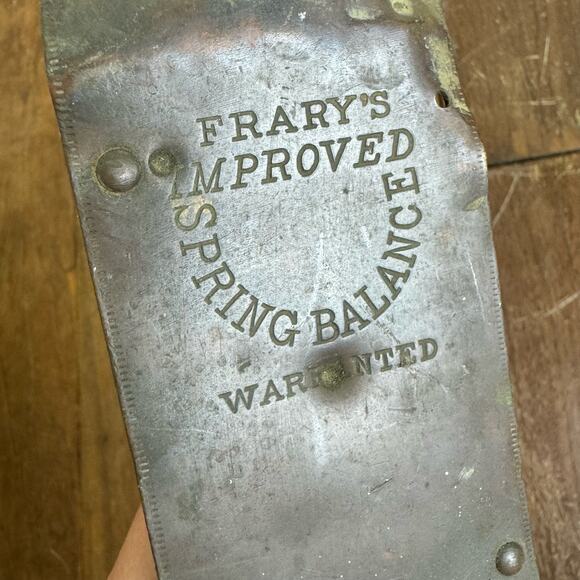 FRARY'S
IMPROVED
SPRING BALANCE
WARRANTED